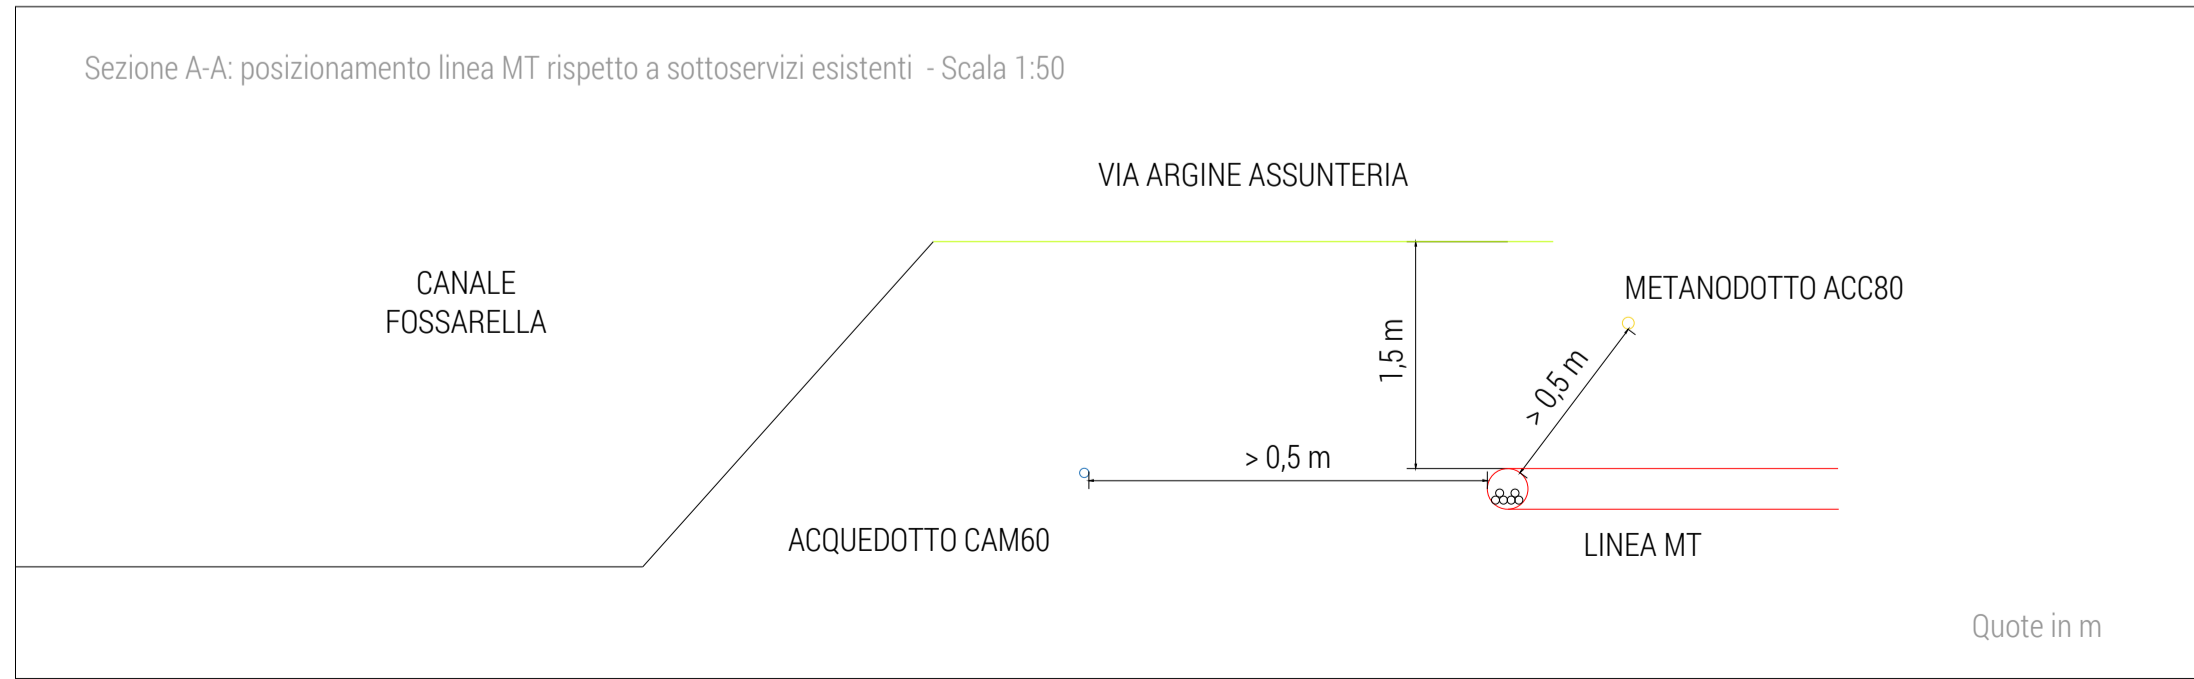 Sezione A-A: posizionamento linea MT rispetto a sottoservizi esistenti - Scala 1:50
VIA ARGINE ASSUNTERIA
CANALE
FOSSARELLA
METANODOTTO ACC80
1,5 m
> 0,5 m
> 0,5 m
ACQUEDOTTO CAM60
LINEA MT
Quote in m